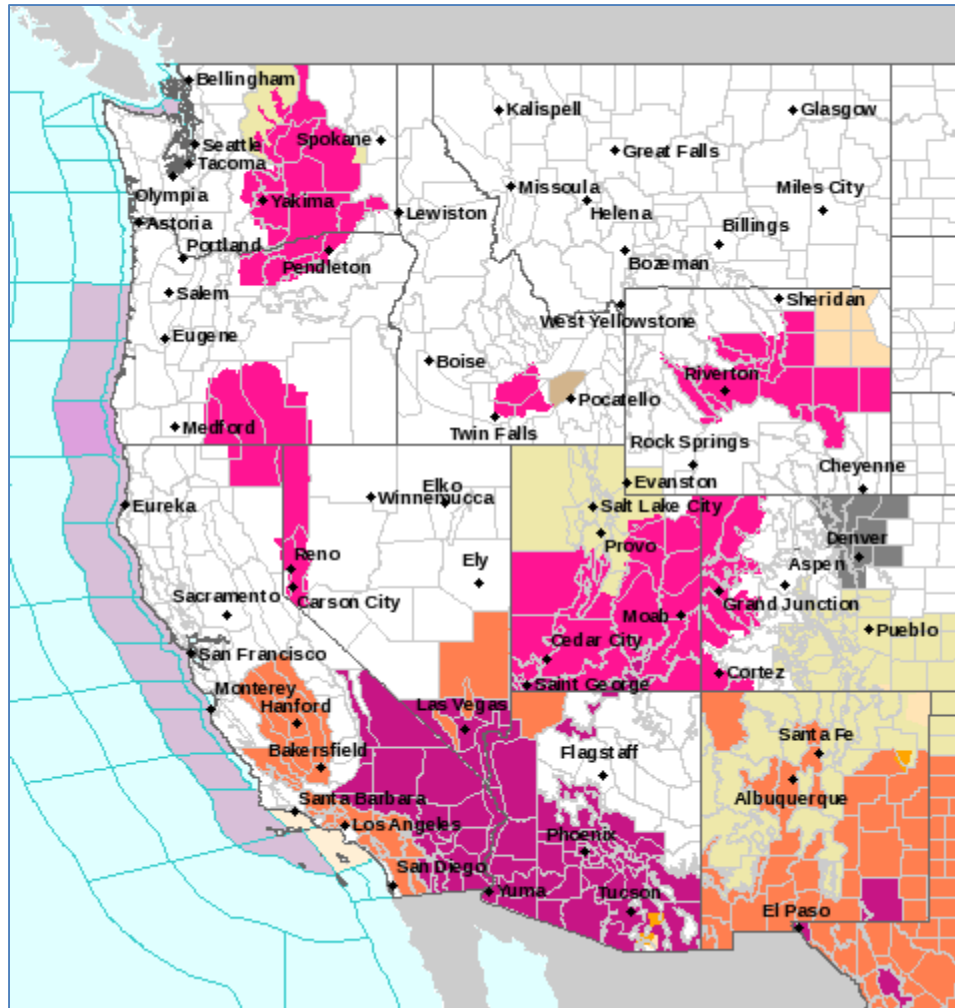 Bellingham
Kalispell
Glasgow
Spokane
Seattle
Great Falls
Tacoma
Missoula
Miles City
Olympia
Yakima
Helena
Lewiston
Astoria
Billings
Portland
Bozeman
Pendleton
Salem
Sheridan
West Yellowstone
Eugene
Boise
Riverton
Pocatello
Medford
Twin Falls
Rock Springs
Cheyenne
Elko
Evanston
Winnemucca
Eureka
Salt Lake City
Denver
Provo
Reno
Ely
Aspen
Sacramento
Carson City
Grand Junction
Moab
Pueblo
Cedar City
San Francisco
Cortez
Saint George
Monterey
Hanford
Las Vegas
Santa Fe
Bakersfield
Flagstaff
Albuquerque
Santa Barbara
Los Angeles
Phoenix
San Diego
Yuma
Tucson
El Paso